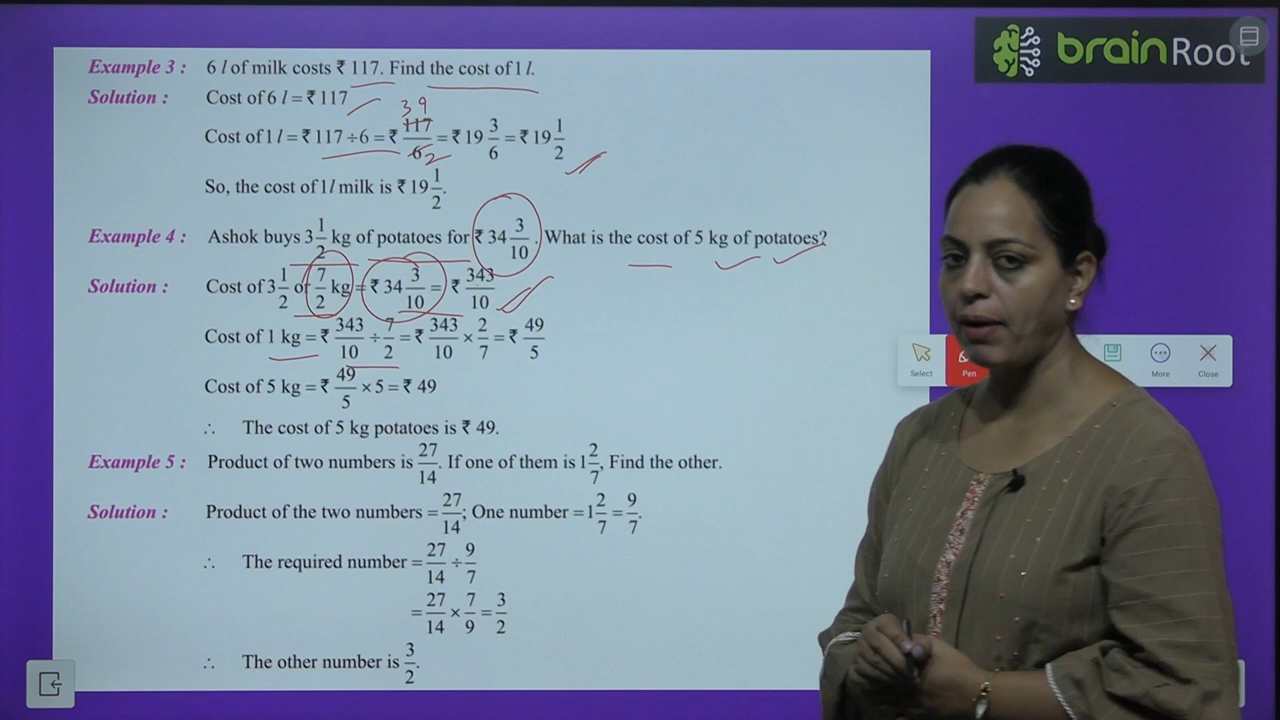 brainRoot
Example 3 : 6 l of milk costs ₹ 117. Find the cost of 1 l.
Solution : Cost of 6 l = ₹ 117
3 9
Cost of 1 l = ₹ 117 ÷ 6 = ₹ 117/6 = ₹ 19 3/6 = ₹ 19 1/2
2
So, the cost of 1l milk is ₹ 19 1/2.
Example 4 : Ashok buys 3 1/2 kg of potatoes for ₹ 34 3/10. What is the cost of 5 kg of potatoes?
Solution : Cost of 3 1/2 or 7/2 kg = ₹ 34 3/10 = ₹ 343/10
Cost of 1 kg = ₹ 343/10 ÷ 7/2 = ₹ 343/10 × 2/7 = ₹ 49/5
Cost of 5 kg = ₹ 49/5 × 5 = ₹ 49
∴ The cost of 5 kg potatoes is ₹ 49.
Example 5 : Product of two numbers is 27/14. If one of them is 1 2/7, Find the other.
Solution : Product of the two numbers = 27/14; One number = 1 2/7 = 9/7.
∴ The required number = 27/14 ÷ 9/7
= 27/14 × 7/9 = 3/2
∴ The other number is 3/2.
Select
Pen
More
Close